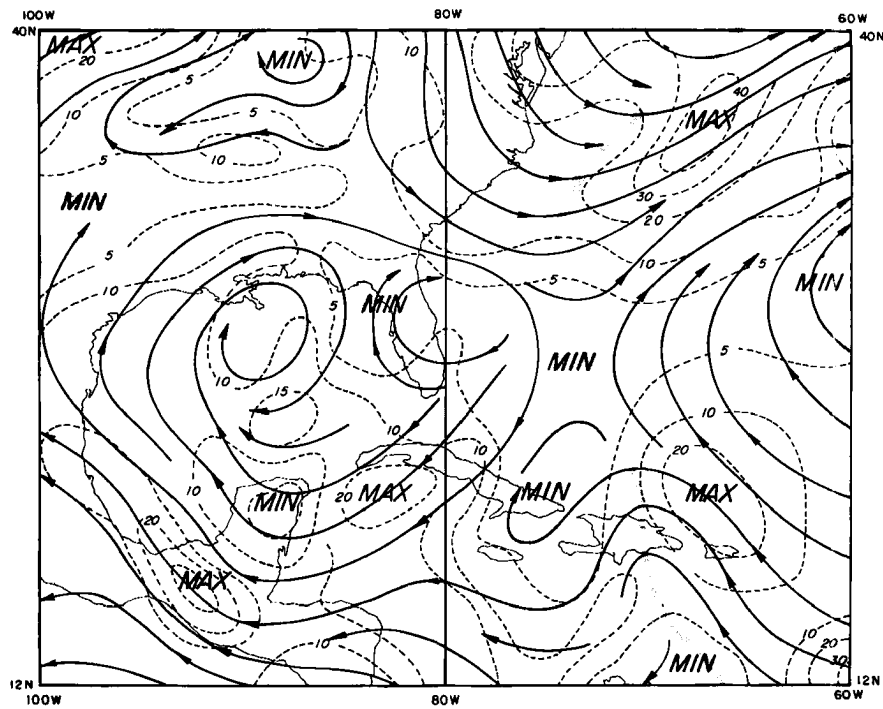 100W 80W 60W
40N 40N
MAX MIN 10
20 5
40
10 5 MAX
5 10
30
MIN 20
5 10
10 5 MIN
MIN
5
10 MIN 5
15
10 10
20 10
10 MIN 20 MAX MIN MAX
20
MAX
10 10
20
MIN 30
12N 12N
100W 80W 60W